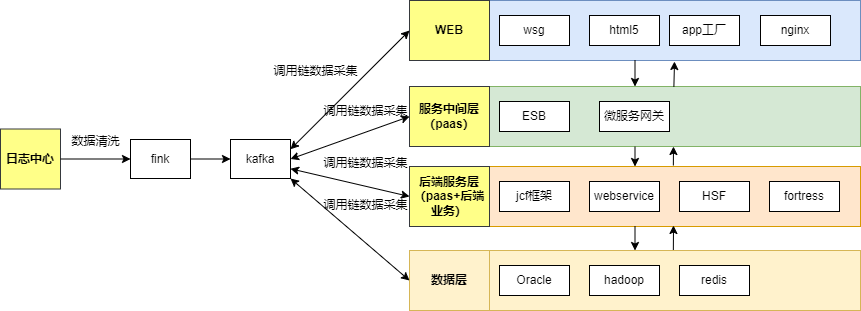 WEB
wsg
html5
app工厂
nginx
调用链数据采集
服务中间层
（paas）
ESB
微服务网关
调用链数据采集
日志中心
数据清洗
fink
kafka
调用链数据采集
后端服务层
（paas+后端
业务）
jcf框架
webservice
HSF
fortress
调用链数据采集
数据层
Oracle
hadoop
redis